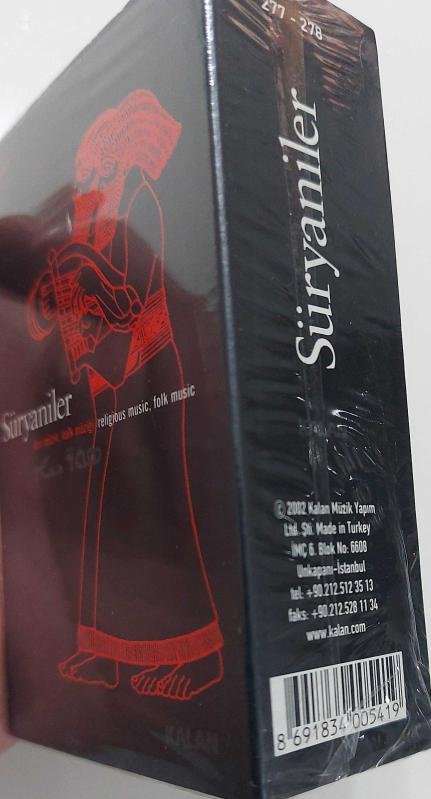 Süryaniler
religious music, folk music
KALAN
277 - 278
Süryaniler
© 2002 Kalan Müzik Yapım
Ltd. Şti. Made in Turkey
İMÇ 6. Blok No: 6608
Unkapanı-İstanbul
tel: +90.212.512 35 13
faks: +90.212.528 11 34
www.kalan.com
8 691834 005419